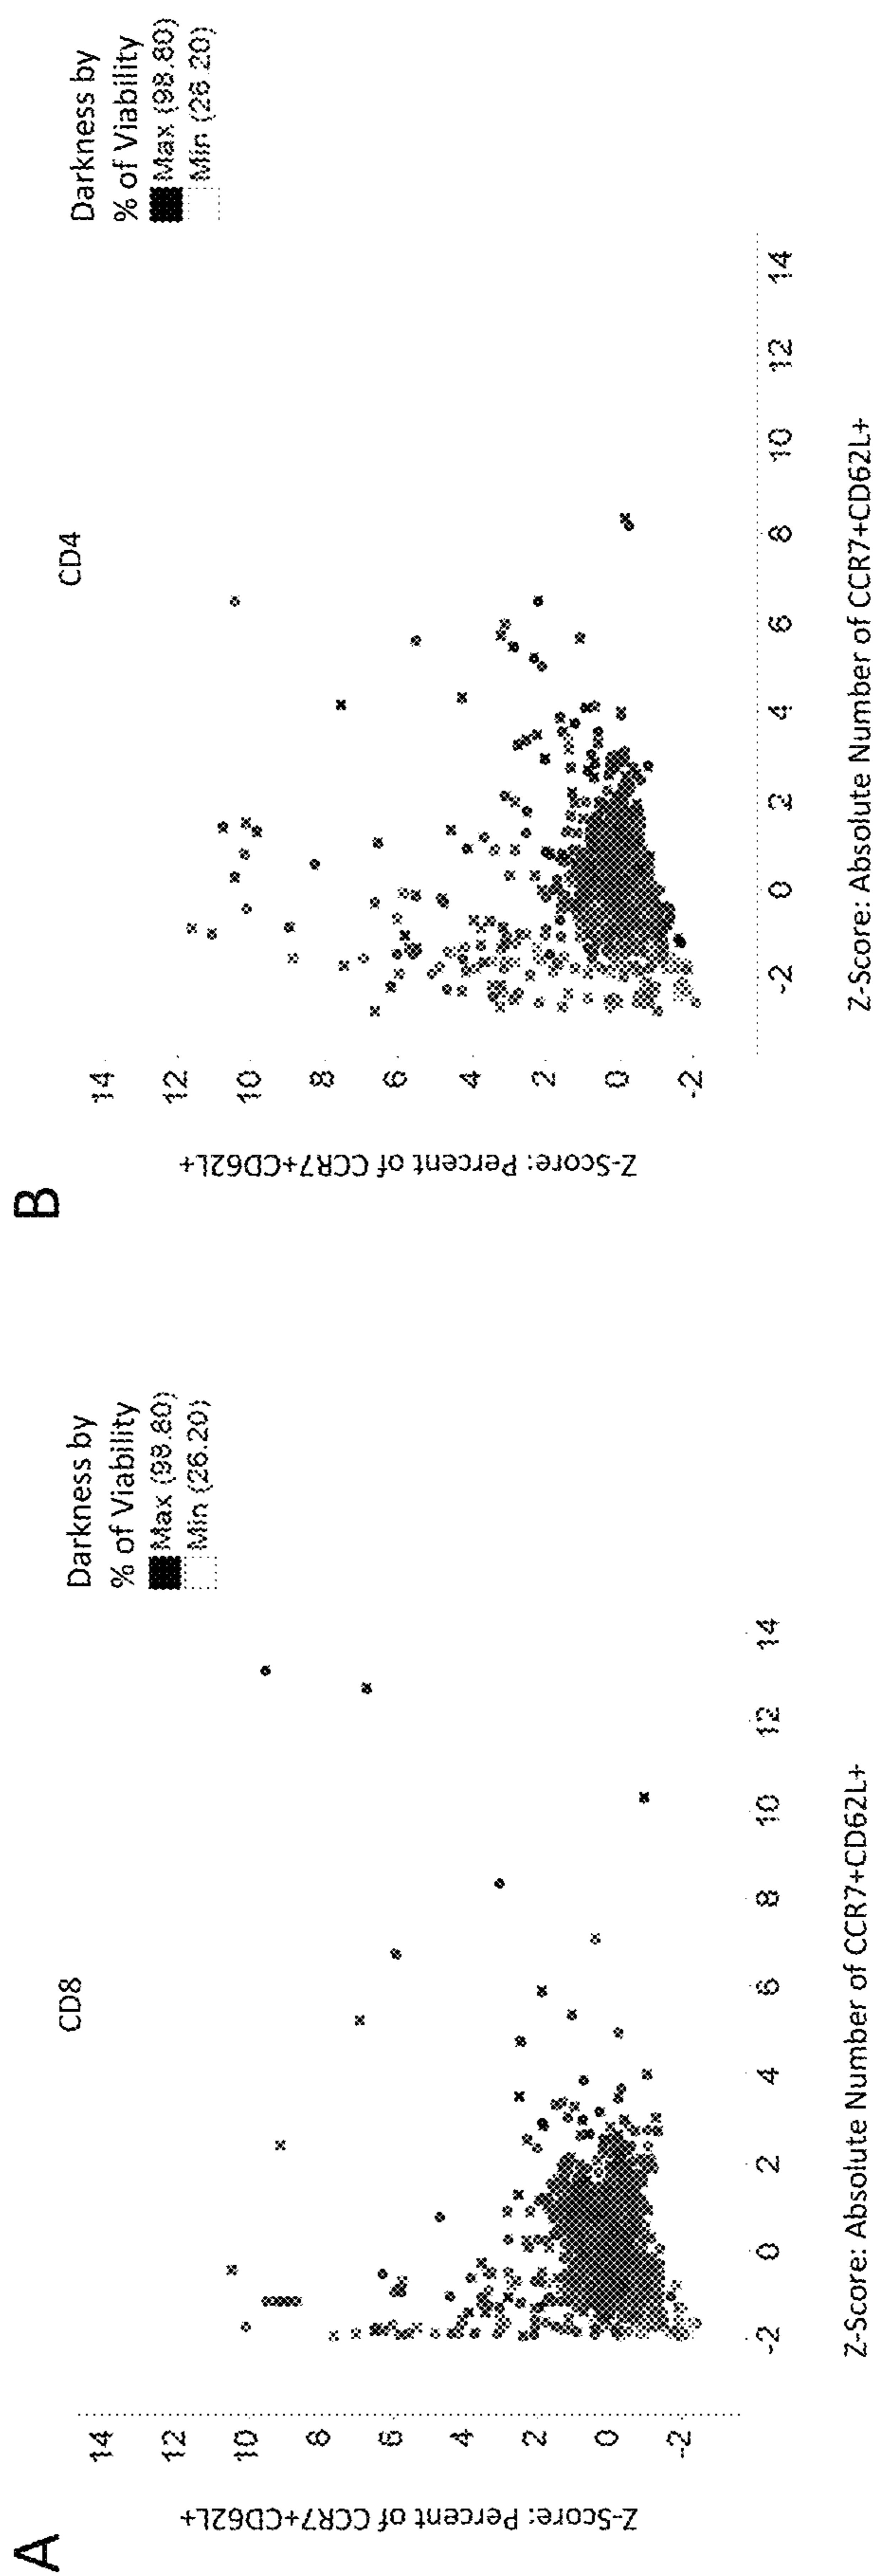 A
CD8
Darkness by
% of Viability
Max (98.80)
Min (26.20)
Z-Score: Percent of CCR7+CD62L+
14
12
10
8
6
4
2
0
-2
-2
0
2
4
6
8
10
12
14
Z-Score: Absolute Number of CCR7+CD62L+
B
CD4
Darkness by
% of Viability
Max (98.80)
Min (26.20)
Z-Score: Percent of CCR7+CD62L+
14
12
10
8
6
4
2
0
-2
-2
0
2
4
6
8
10
12
14
Z-Score: Absolute Number of CCR7+CD62L+